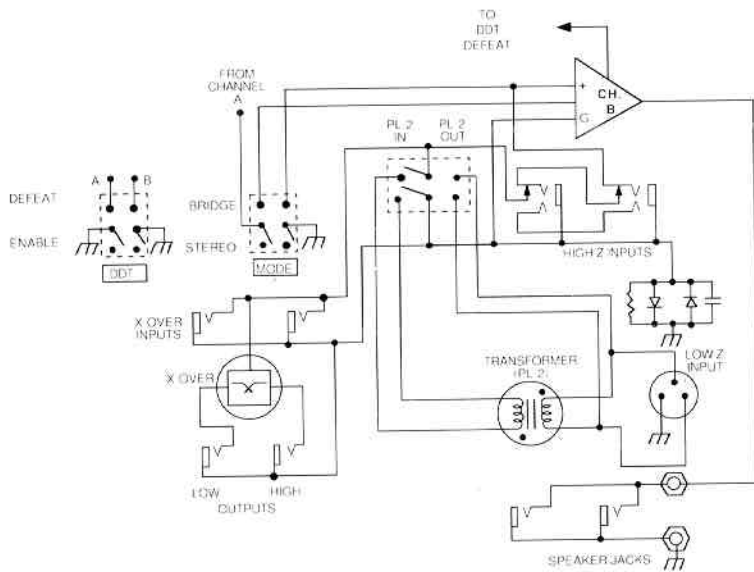 TO
DDT
DEFEAT
FROM
CHANNEL
A
+
CH.
B
G
PL 2
IN
PL 2
OUT
A
B
DEFEAT
ENABLE
DDT
BRIDGE
STEREO
MODE
HIGH Z INPUTS
X OVER
INPUTS
X OVER
TRANSFORMER
(PL 2)
LOW Z
INPUT
LOW
HIGH
OUTPUTS
SPEAKER JACKS